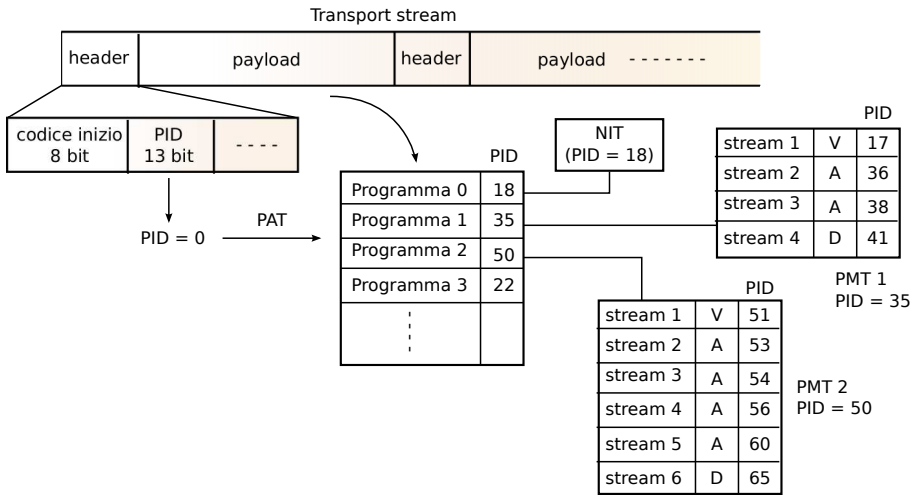 Transport stream
header payload header payload - - - - - - -
codice inizio
8 bit
PID
13 bit
- - - -
PID = 0
PAT
PID
Programma 0 18
Programma 1 35
Programma 2 50
Programma 3 22
NIT
(PID = 18)
PID
stream 1 V 17
stream 2 A 36
stream 3 A 38
stream 4 D 41
PMT 1
PID = 35
PID
stream 1 V 51
stream 2 A 53
stream 3 A 54
stream 4 A 56
stream 5 A 60
stream 6 D 65
PMT 2
PID = 50